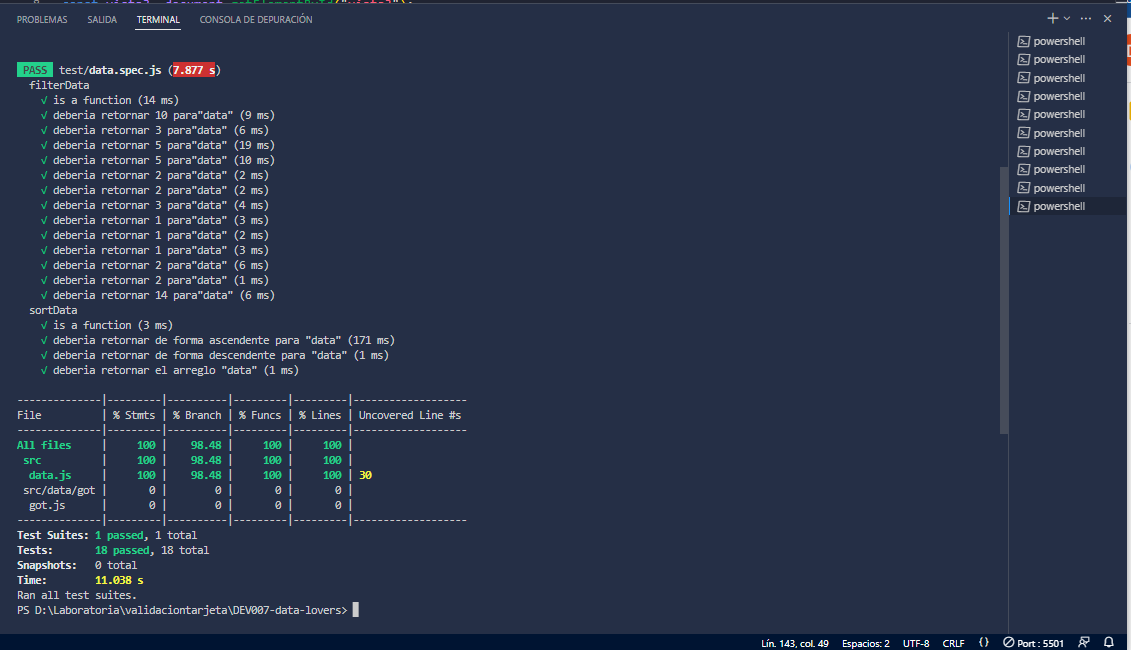 PROBLEMAS SALIDA TERMINAL CONSOLA DE DEPURACIÓN
PASS test/data.spec.js (7.877 s)
filterData
√ is a function (14 ms)
√ deberia retornar 10 para"data" (9 ms)
√ deberia retornar 3 para"data" (6 ms)
√ deberia retornar 5 para"data" (19 ms)
√ deberia retornar 5 para"data" (10 ms)
√ deberia retornar 2 para"data" (2 ms)
√ deberia retornar 2 para"data" (2 ms)
√ deberia retornar 3 para"data" (4 ms)
√ deberia retornar 1 para"data" (3 ms)
√ deberia retornar 1 para"data" (2 ms)
√ deberia retornar 1 para"data" (3 ms)
√ deberia retornar 2 para"data" (6 ms)
√ deberia retornar 2 para"data" (1 ms)
√ deberia retornar 14 para"data" (6 ms)
sortData
√ is a function (3 ms)
√ deberia retornar de forma ascendente para "data" (171 ms)
√ deberia retornar de forma descendente para "data" (1 ms)
√ deberia retornar el arreglo "data" (1 ms)
--------------|---------|----------|---------|---------|-------------------
File | % Stmts | % Branch | % Funcs | % Lines | Uncovered Line #s
--------------|---------|----------|---------|---------|-------------------
All files | 100 | 98.48 | 100 | 100 |
src | 100 | 98.48 | 100 | 100 |
data.js | 100 | 98.48 | 100 | 100 | 30
src/data/got | 0 | 0 | 0 | 0 |
got.js | 0 | 0 | 0 | 0 |
--------------|---------|----------|---------|---------|-------------------
Test Suites: 1 passed, 1 total
Tests: 18 passed, 18 total
Snapshots: 0 total
Time: 11.038 s
Ran all test suites.
PS D:\Laboratoria\validaciontarjeta\DEV007-data-lovers>
powershell
powershell
powershell
powershell
powershell
powershell
powershell
powershell
powershell
powershell
Lín. 143, col. 49 Espacios: 2 UTF-8 CRLF {} Port : 5501